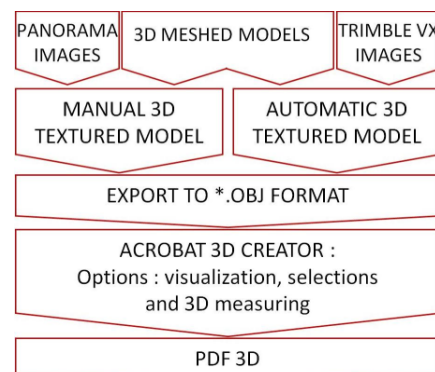 PANORAMA
IMAGES
3D MESHED MODELS
TRIMBLE VX
IMAGES
MANUAL 3D
TEXTURED MODEL
AUTOMATIC 3D
TEXTURED MODEL
EXPORT TO *.OBJ FORMAT
ACROBAT 3D CREATOR :
Options : visualization, selections
and 3D measuring
PDF 3D